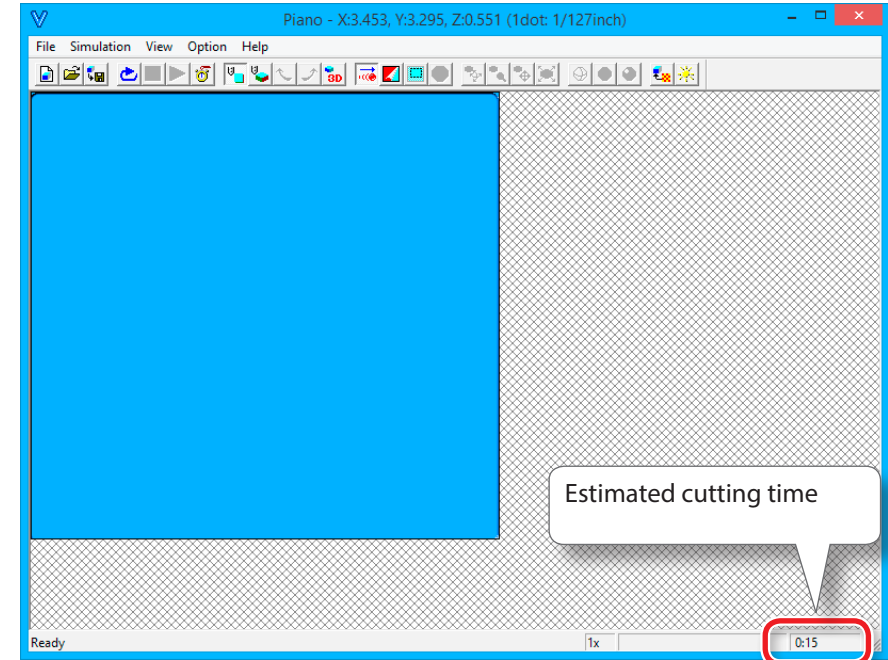 Piano - X:3.453, Y:3.295, Z:0.551 (1dot: 1/127inch)
File Simulation View Option Help
3D
Estimated cutting time
Ready 1x 0:15